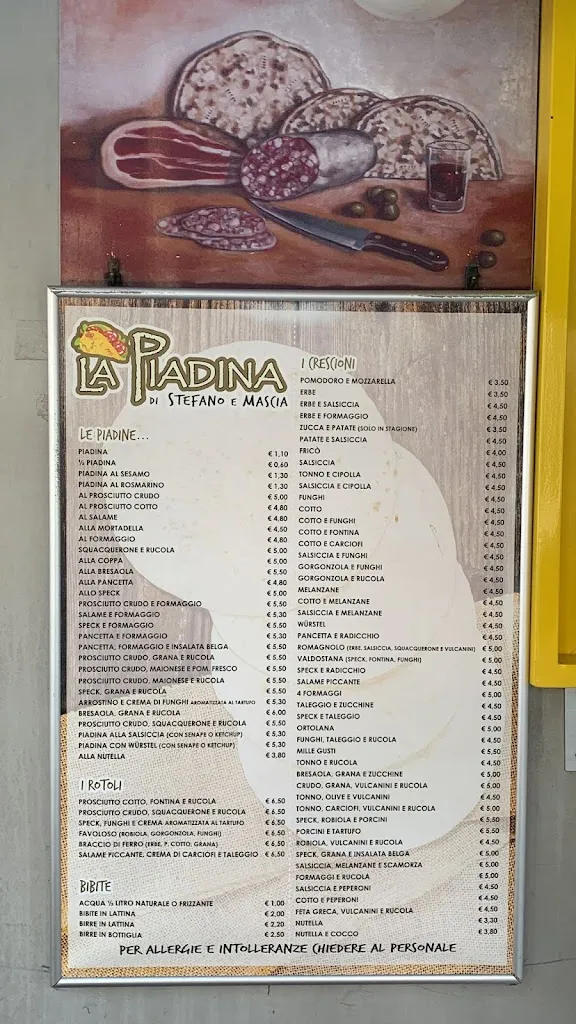 LA PIADINA
DI STEFANO E MASCIA
LE PIADINE...
PIADINA € 1,10
½ PIADINA € 0,60
PIADINA AL SESAMO € 1,30
PIADINA AL ROSMARINO € 1,30
AL PROSCIUTO CRUDO € 5,00
AL PROSCIUTTO COTTO € 4,80
AL SALAME € 4,80
ALLA MORTADELLA € 4,50
AL FORMAGGIO € 4,80
SQUACQUERONE E RUCOLA € 5,00
ALLA COPPA € 5,00
ALLA BRESAOLA € 5,50
ALLA PANCETTA € 4,80
ALLO SPECK € 5,00
PROSCIUTTO CRUDO E FORMAGGIO € 5,50
SALAME E FORMAGGIO € 5,30
SPECK E FORMAGGIO € 5,50
PANCETTA E FORMAGGIO € 5,30
PANCETTA, FORMAGGIO E INSALATA BELGA € 5,50
PROSCIUTTO CRUDO, GRANA E RUCOLA € 5,50
PROSCIUTTO CRUDO, MAIONESE E POM. FRESCO € 5,50
PROSCIUTTO CRUDO, MAIONESE E RUCOLA € 5,50
SPECK, GRANA E RUCOLA € 5,50
ARROSTINO E CREMA DI FUNGHI AROMATIZZATA AL TARTUFO € 5,30
BRESAOLA, GRANA E RUCOLA € 6,00
PROSCIUTTO CRUDO, SQUACQUERONE E RUCOLA € 5,50
PIADINA ALLA SALSICCIA (CON SENAPE O KETCHUP) € 5,30
PIADINA CON WÜRSTEL (CON SENAPE O KETCHUP) € 5,30
ALLA NUTELLA € 3,80
I ROTOLI
PROSCIUTTO COTTO, FONTINA E RUCOLA € 6,50
PROSCIUTTO CRUDO, SQUACQUERONE E RUCOLA € 6,50
SPECK, FUNGHI E CREMA AROMATIZZATA AL TARTUFO € 6,50
FAVOLOSO (ROBIOLA, GORGONZOLA, FUNGHI) € 6,50
BRACCIO DI FERRO (ERBE, P. COTTO, GRANA) € 6,50
SALAME PICCANTE, CREMA DI CARCIOFI E TALEGGIO € 6,50
BIBITE
ACQUA ½ LITRO NATURALE O FRIZZANTE € 1,00
BIBITE IN LATTINA € 2,00
BIRRE IN LATTINA € 2,20
BIRRE IN BOTTIGLIA € 2,50
I CRESCIONI
POMODORO E MOZZARELLA € 3,50
ERBE € 3,50
ERBE E SALSICCIA € 4,50
ERBE E FORMAGGIO € 4,50
ZUCCA E PATATE (SOLO IN STAGIONE) € 3,50
PATATE E SALSICCIA € 4,50
FRICÒ € 4,00
SALSICCIA € 4,50
TONNO E CIPOLLA € 4,50
SALSICCIA E CIPOLLA € 4,50
FUNGHI € 4,50
COTTO € 4,50
COTTO E FUNGHI € 4,50
COTTO E FONTINA € 4,50
COTTO E CARCIOFI € 4,50
SALSICCIA E FUNGHI € 4,50
GORGONZOLA E FUNGHI € 4,50
GORGONZOLA E RUCOLA € 4,50
MELANZANE € 4,50
COTTO E MELANZANE € 4,50
SALSICCIA E MELANZANE € 4,50
WÜRSTEL € 4,50
PANCETTA E RADICCHIO € 4,50
ROMAGNOLO (ERBE, SALSICCIA, SQUACQUERONE E VULCANINI) € 5,00
VALDOSTANA (SPECK, FONTINA, FUNGHI) € 5,00
SPECK E RADICCHIO € 4,50
SALAME PICCANTE € 4,50
4 FORMAGGI € 5,00
TALEGGIO E ZUCCHINE € 4,50
SPECK E TALEGGIO € 4,50
ORTOLANA € 5,00
FUNGHI, TALEGGIO E RUCOLA € 4,50
MILLE GUSTI € 5,50
TONNO E RUCOLA € 4,50
BRESAOLA, GRANA E ZUCCHINE € 5,00
CRUDO, GRANA, VULCANINI E RUCOLA € 5,00
TONNO, OLIVE E VULCANINI € 4,50
TONNO, CARCIOFI, VULCANINI E RUCOLA € 5,00
SPECK, ROBIOLA E PORCINI € 5,50
PORCINI E TARTUFO € 5,50
ROBIOLA, VULCANINI E RUCOLA € 4,50
SPECK, GRANA E INSALATA BELGA € 5,00
SALSICCIA, MELANZANE E SCAMORZA € 5,00
FORMAGGI E RUCOLA € 5,00
SALSICCIA E PEPERONI € 4,50
COTTO E PEPERONI € 4,50
FETA GRECA, VULCANINI E RUCOLA € 4,50
NUTELLA € 3,30
NUTELLA E COCCO € 3,80
PER ALLERGIE E INTOLLERANZE CHIEDERE AL PERSONALE